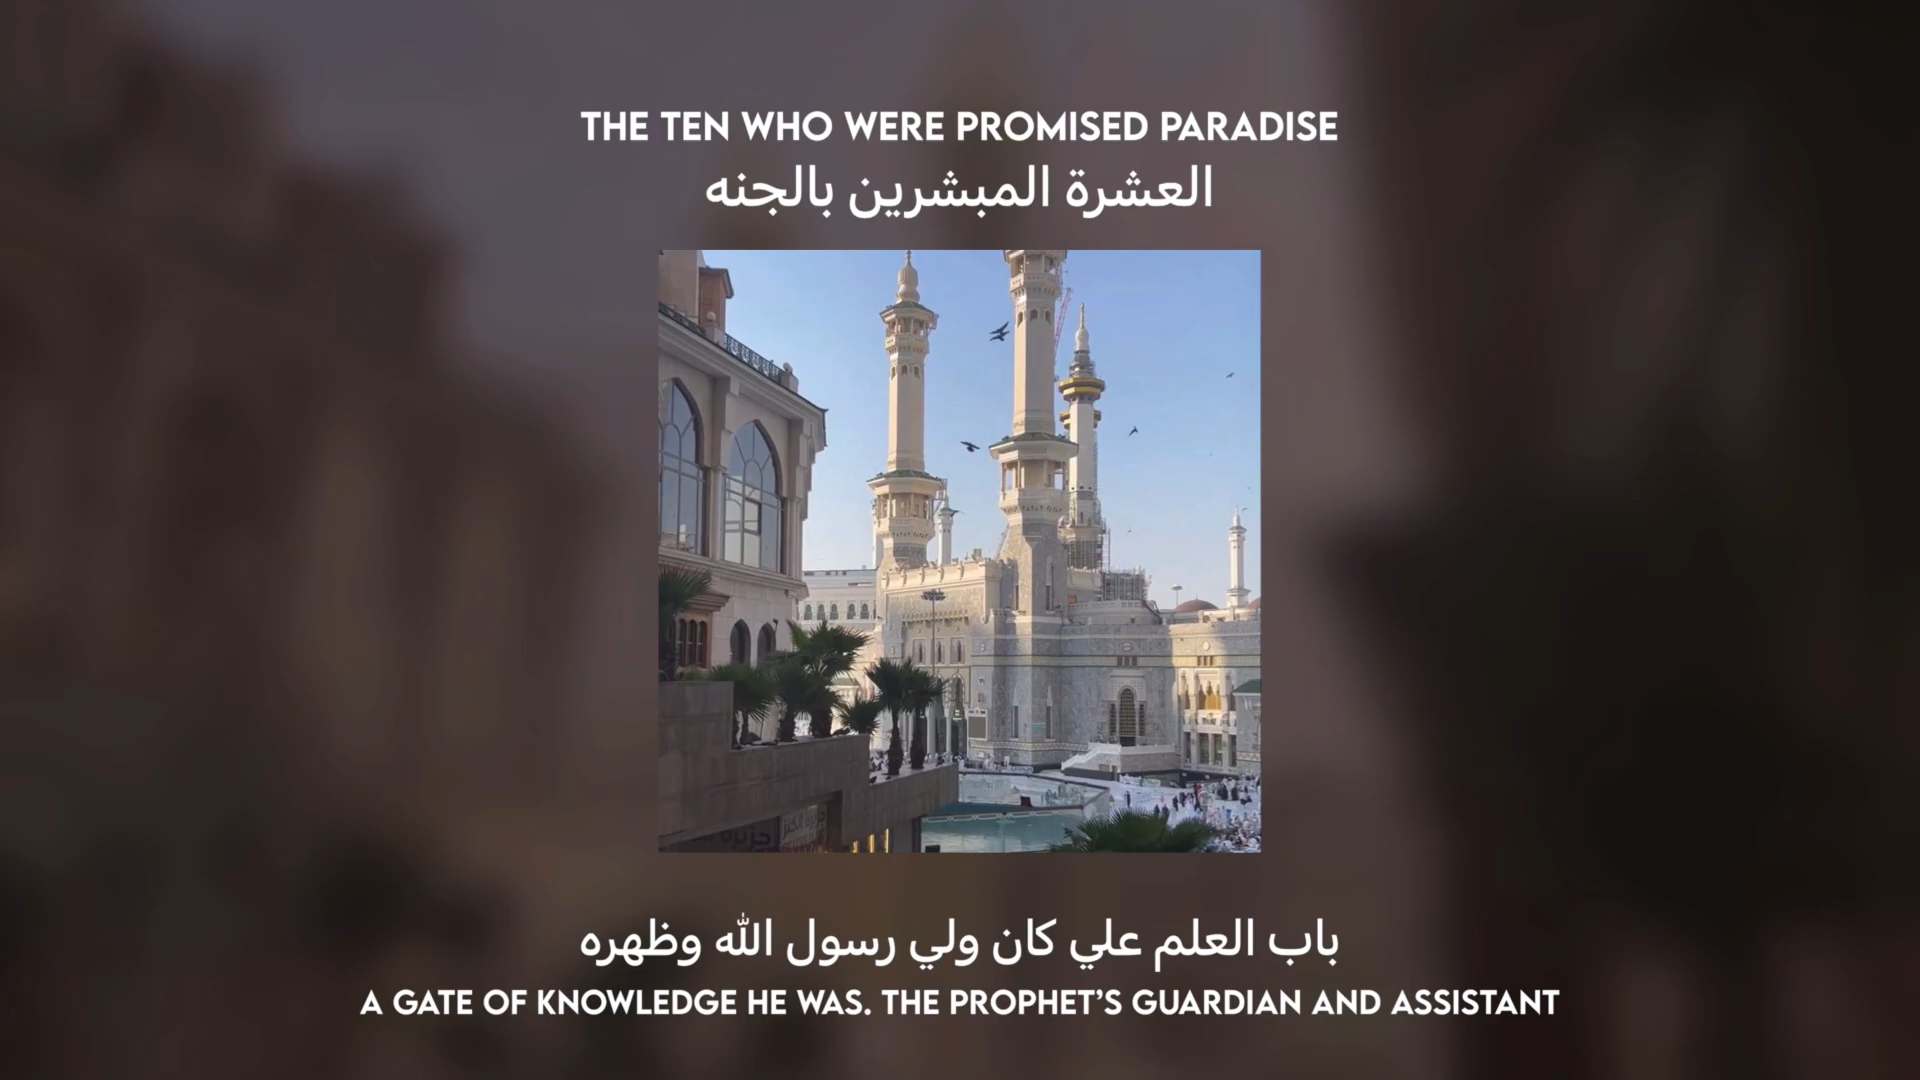 THE TEN WHO WERE PROMISED PARADISE
العشرة المبشرين بالجنه
باب العلم علي كان ولي رسول الله وظهره
A GATE OF KNOWLEDGE HE WAS. THE PROPHET'S GUARDIAN AND ASSISTANT